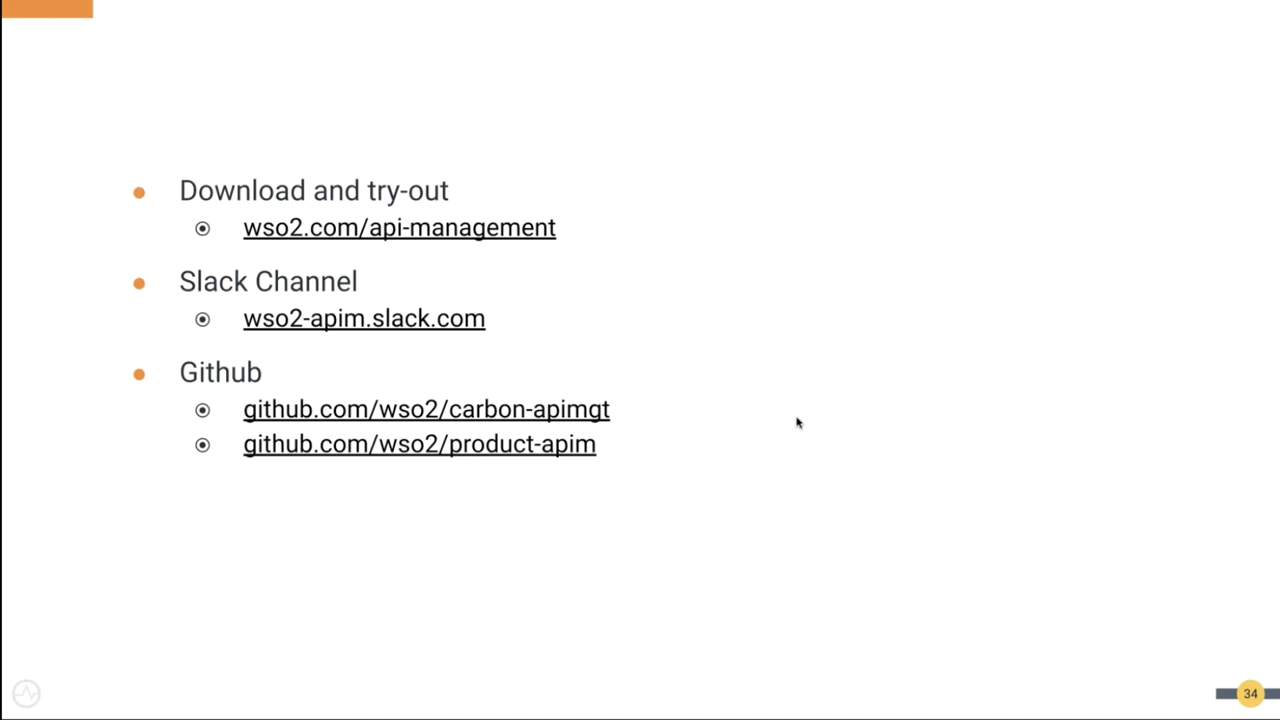 Download and try-out
wso2.com/api-management
Slack Channel
wso2-apim.slack.com
Github
github.com/wso2/carbon-apimgt
github.com/wso2/product-apim
34